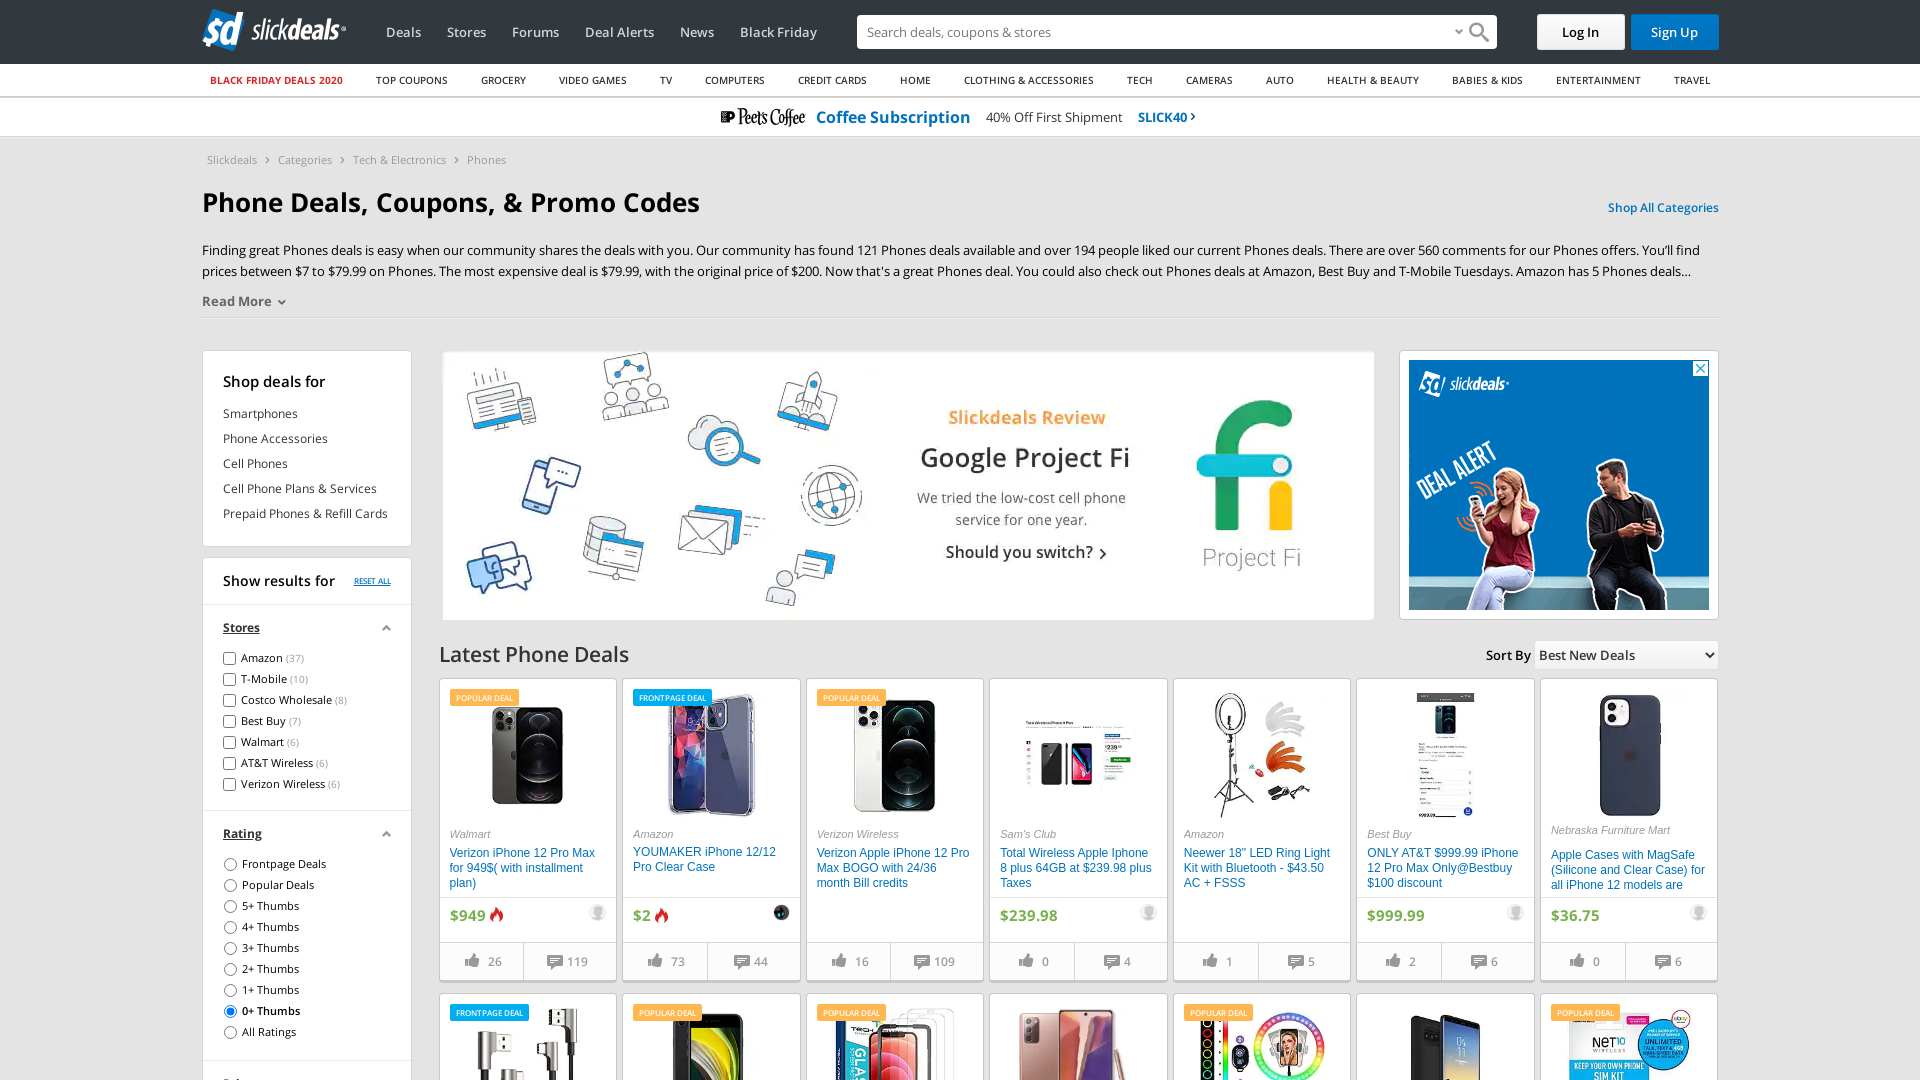 slickdeals
Deals
Stores
Forums
Deal Alerts
News
Black Friday
Search deals, coupons & stores
Log In
Sign Up
BLACK FRIDAY DEALS 2020
TOP COUPONS
GROCERY
VIDEO GAMES
TV
COMPUTERS
CREDIT CARDS
HOME
CLOTHING & ACCESSORIES
TECH
CAMERAS
AUTO
HEALTH & BEAUTY
BABIES & KIDS
ENTERTAINMENT
TRAVEL
Peet's Coffee Coffee Subscription 40% Off First Shipment SLICK40
Slickdeals > Categories > Tech & Electronics > Phones
Phone Deals, Coupons, & Promo Codes
Shop All Categories
Finding great Phones deals is easy when our community shares the deals with you. Our community has found 121 Phones deals available and over 194 people liked our current Phones deals. There are over 560 comments for our Phones offers. You'll find
prices between $7 to $79.99 on Phones. The most expensive deal is $79.99, with the original price of $200. Now that's a great Phones deal. You could also check out Phones deals at Amazon, Best Buy and T-Mobile Tuesdays. Amazon has 5 Phones deals...
Read More
Shop deals for
Smartphones
Phone Accessories
Cell Phones
Cell Phone Plans & Services
Prepaid Phones & Refill Cards
Show results for
RESET ALL
Stores
Amazon (37)
T-Mobile (10)
Costco Wholesale (8)
Best Buy (7)
Walmart (6)
AT&T Wireless (6)
Verizon Wireless (6)
Rating
Frontpage Deals
Popular Deals
5+ Thumbs
4+ Thumbs
3+ Thumbs
2+ Thumbs
1+ Thumbs
0+ Thumbs
All Ratings
Slickdeals Review
Google Project Fi
We tried the low-cost cell phone
service for one year.
Should you switch? >
Project Fi
slickdeals
DEAL ALERT
Latest Phone Deals
Sort By
Best New Deals
POPULAR DEAL
Walmart
Verizon iPhone 12 Pro Max
for 949$( with installment
plan)
$949
26
119
FRONTPAGE DEAL
Amazon
YOUMAKER iPhone 12/12
Pro Clear Case
$2
73
44
POPULAR DEAL
Verizon Wireless
Verizon Apple iPhone 12 Pro
Max BOGO with 24/36
month Bill credits
16
109
Sam's Club
Total Wireless Apple Iphone
8 plus 64GB at $239.98 plus
Taxes
$239.98
0
4
Amazon
Neewer 18" LED Ring Light
Kit with Bluetooth - $43.50
AC + FSSS
1
5
Best Buy
ONLY AT&T $999.99 iPhone
12 Pro Max Only@Bestbuy
$100 discount
$999.99
2
6
Nebraska Furniture Mart
Apple Cases with MagSafe
(Silicone and Clear Case) for
all iPhone 12 models are
$36.75
0
6
FRONTPAGE DEAL
POPULAR DEAL
POPULAR DEAL
POPULAR DEAL
POPULAR DEAL
ebay
UNLIMITED
NET10
WIRELESS
KEEP YOUR OWN PHONE
SIM KIT